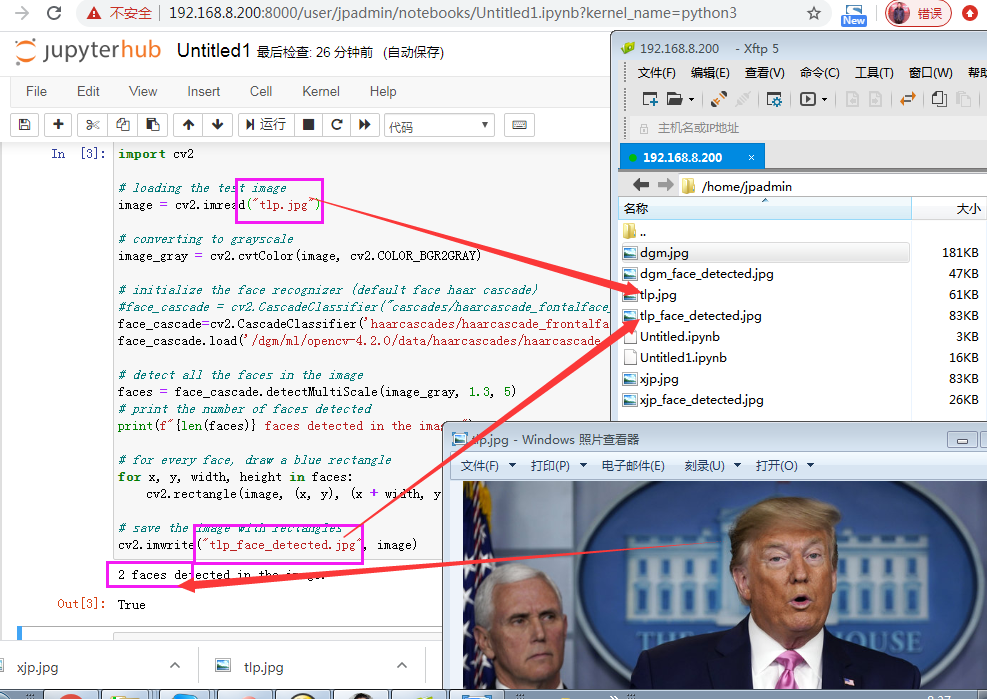 不安全 192.168.8.200:8000/user/jpadmin/notebooks/Untitled1.ipynb?kernel_name=python3 New 错误
jupyterhub Untitled1 最后检查: 26 分钟前 (自动保存)
File Edit View Insert Cell Kernel Help
运行 代码
In [3]: import cv2
# loading the test image
image = cv2.imread("tlp.jpg")
# converting to grayscale
image_gray = cv2.cvtColor(image, cv2.COLOR_BGR2GRAY)
# initialize the face recognizer (default face haar cascade)
#face_cascade = cv2.CascadeClassifier("cascades/haarcascade_fontalface_
face_cascade=cv2.CascadeClassifier('haarcascades/haarcascade_frontalfa
face_cascade.load('/dgm/ml/opencv-4.2.0/data/haarcascades/haarcascade_
# detect all the faces in the image
faces = face_cascade.detectMultiScale(image_gray, 1.3, 5)
# print the number of faces detected
print(f"{len(faces)} faces detected in the image.")
# for every face, draw a blue rectangle
for x, y, width, height in faces:
cv2.rectangle(image, (x, y), (x + width, y
# save the image with rectangles
cv2.imwrite("tlp_face_detected.jpg", image)
2 faces detected in the image.
Out[3]: True
xjp.jpg tlp.jpg
192.168.8.200 - Xftp 5
文件(F) 编辑(E) 查看(V) 命令(C) 工具(T) 窗口(W) 帮助
主机名或IP地址
192.168.8.200 ×
/home/jpadmin
名称 大小
..
dgm.jpg 181KB
dgm_face_detected.jpg 47KB
tlp.jpg 61KB
tlp_face_detected.jpg 83KB
Untitled.ipynb 3KB
Untitled1.ipynb 16KB
xjp.jpg 83KB
xjp_face_detected.jpg 26KB
tlp.jpg - Windows 照片查看器
文件(F) 打印(P) 电子邮件(E) 刻录(U) 打开(O)
THE WHITE HOUSE